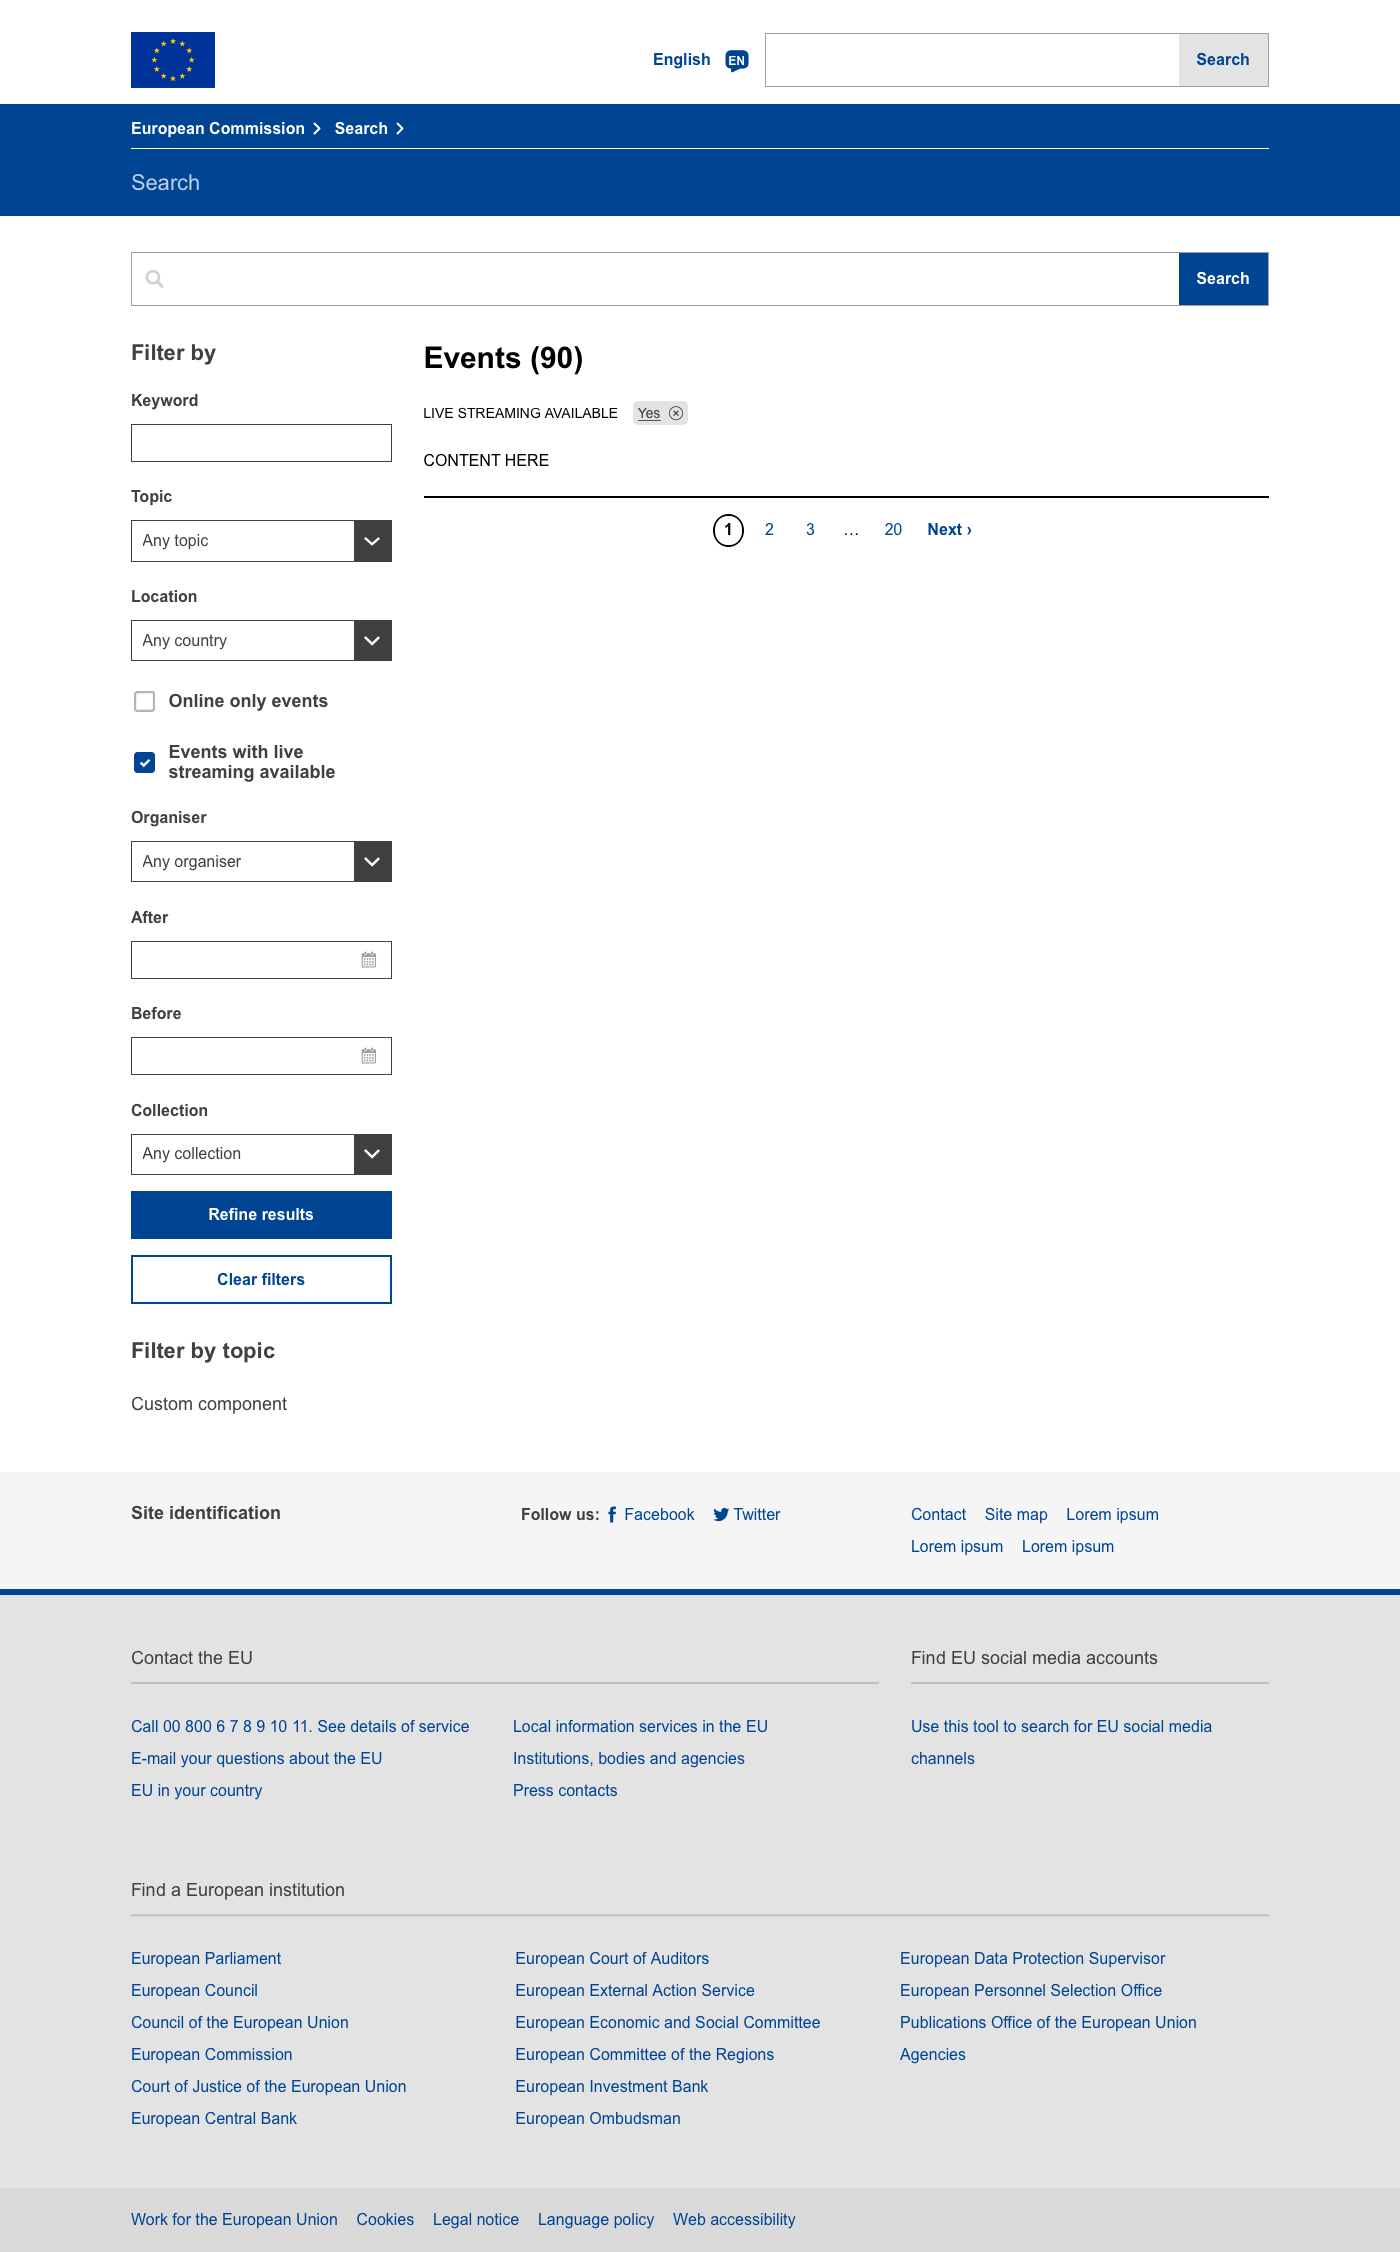 English EN Search
European Commission Search
Search
Search
Filter by
Keyword
Topic
Any topic
Location
Any country
Online only events
Events with live
streaming available
Organiser
Any organiser
After
Before
Collection
Any collection
Refine results
Clear filters
Filter by topic
Custom component
Events (90)
LIVE STREAMING AVAILABLE Yes
CONTENT HERE
1 2 3 … 20 Next ›
Site identification
Follow us: Facebook Twitter
Contact Site map Lorem ipsum
Lorem ipsum Lorem ipsum
Contact the EU
Call 00 800 6 7 8 9 10 11. See details of service
E-mail your questions about the EU
EU in your country
Local information services in the EU
Institutions, bodies and agencies
Press contacts
Find EU social media accounts
Use this tool to search for EU social media
channels
Find a European institution
European Parliament
European Council
Council of the European Union
European Commission
Court of Justice of the European Union
European Central Bank
European Court of Auditors
European External Action Service
European Economic and Social Committee
European Committee of the Regions
European Investment Bank
European Ombudsman
European Data Protection Supervisor
European Personnel Selection Office
Publications Office of the European Union
Agencies
Work for the European Union Cookies Legal notice Language policy Web accessibility